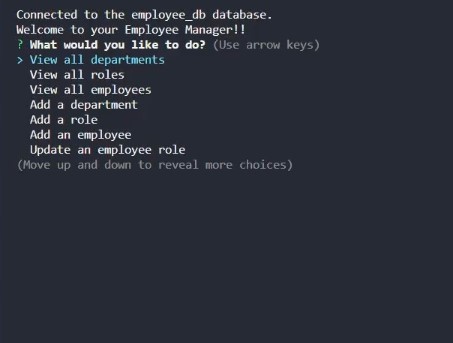 Connected to the employee_db database.
Welcome to your Employee Manager!!
? What would you like to do? (Use arrow keys)
> View all departments
View all roles
View all employees
Add a department
Add a role
Add an employee
Update an employee role
(Move up and down to reveal more choices)